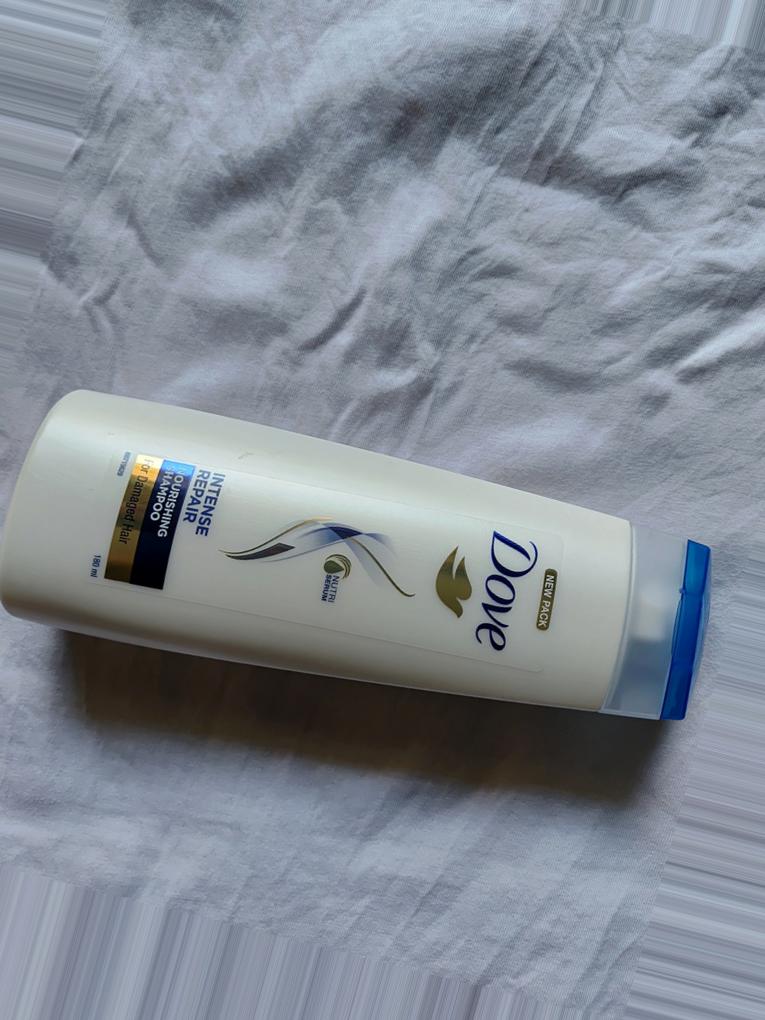 NEW PACK
Dove
NUTRI
SERUM
INTENSE
REPAIR
NOURISHING
SHAMPOO
For Damaged Hair
180 ml